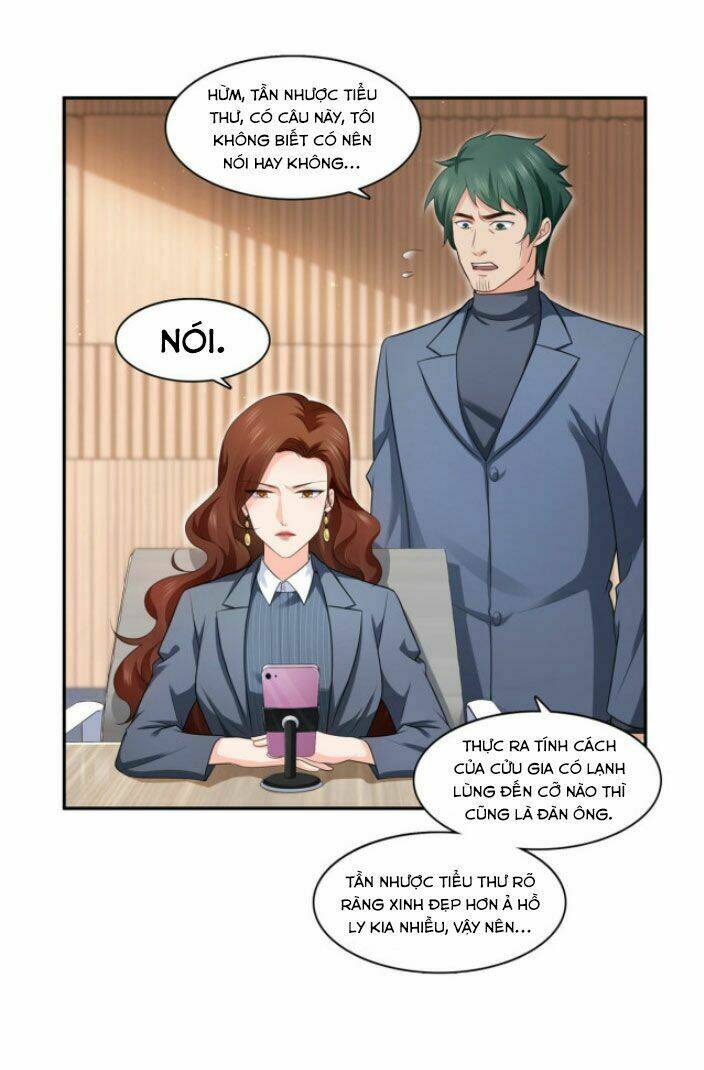 HỪM, TẦN NHƯỢC TIỂU
THƯ, CÓ CÂU NÀY, TÔI
KHÔNG BIẾT CÓ NÊN
NÓI HAY KHÔNG...
NÓI.
THỰC RA TÍNH CÁCH
CỦA CỬU GIA CÓ LẠNH
LÙNG ĐẾN CỠ NÀO THÌ
CŨNG LÀ ĐÀN ÔNG.
TẦN NHƯỢC TIỂU THƯ RÕ
RÀNG XINH ĐẸP HƠN Ả HỒ
LY KIA NHIỀU, VẬY NÊN...